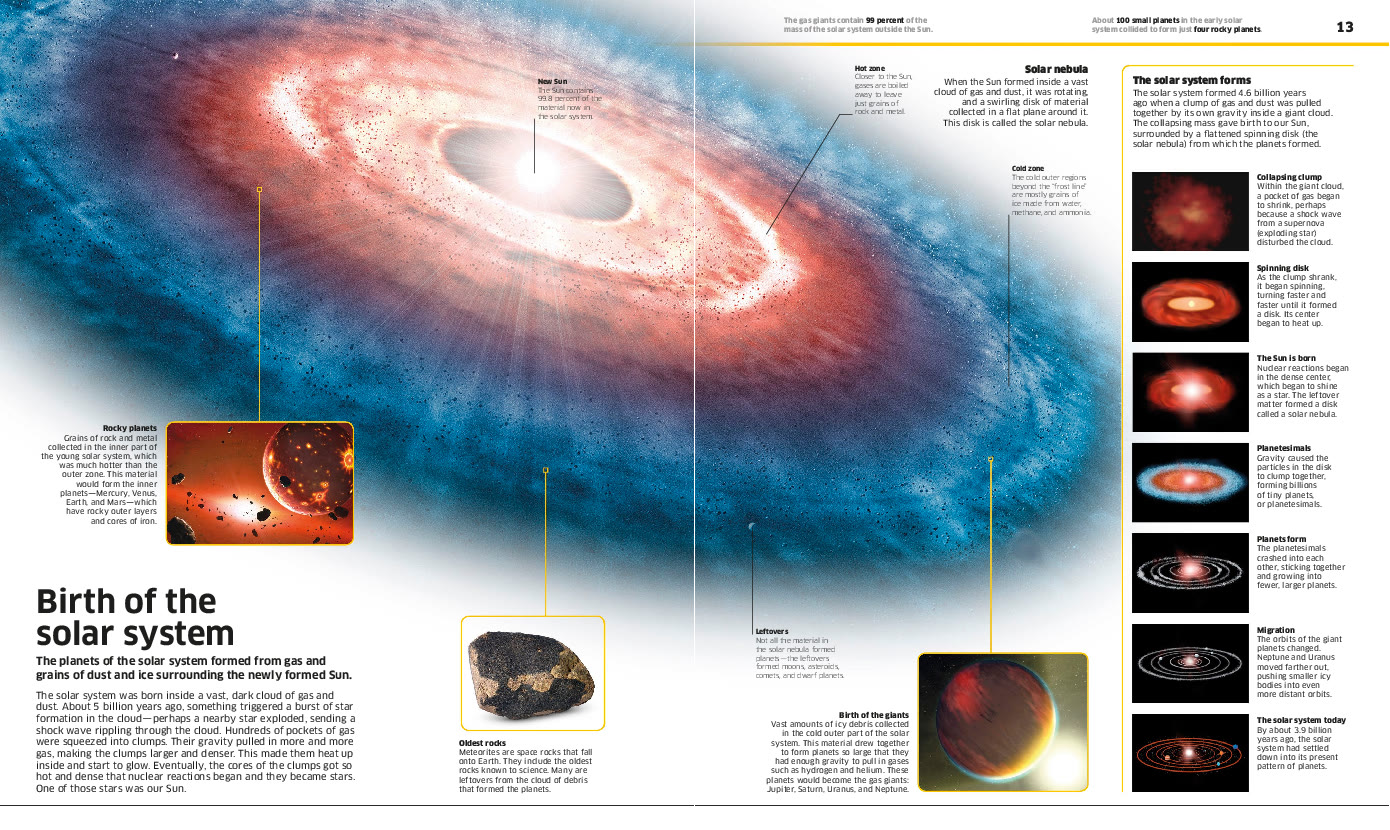 The gas giants contain 99 percent of the
mass of the solar system outside the Sun.
About 100 small planets in the early solar
system collided to form just four rocky planets.
13
New Sun
The Sun contains
99.8 percent of the
material now in
the solar system.
Hot zone
Closer to the Sun,
gases are boiled
away to leave
just grains of
rock and metal.
Solar nebula
When the Sun formed inside a vast
cloud of gas and dust, it was rotating,
and a swirling disk of material
collected in a flat plane around it.
This disk is called the solar nebula.
Cold zone
The cold outer regions
beyond the "frost line"
are mostly grains of
ice made from water,
methane, and ammonia.
Rocky planets
Grains of rock and metal
collected in the inner part of
the young solar system, which
was much hotter than the
outer zone. This material
would form the inner
planets—Mercury, Venus,
Earth, and Mars—which
have rocky outer layers
and cores of iron.
Birth of the
solar system
The planets of the solar system formed from gas and
grains of dust and ice surrounding the newly formed Sun.
The solar system was born inside a vast, dark cloud of gas and
dust. About 5 billion years ago, something triggered a burst of star
formation in the cloud—perhaps a nearby star exploded, sending a
shock wave rippling through the cloud. Hundreds of pockets of gas
were squeezed into clumps. Their gravity pulled in more and more
gas, making the clumps larger and denser. This made them heat up
inside and start to glow. Eventually, the cores of the clumps got so
hot and dense that nuclear reactions began and they became stars.
One of those stars was our Sun.
Oldest rocks
Meteorites are space rocks that fall
onto Earth. They include the oldest
rocks known to science. Many are
leftovers from the cloud of debris
that formed the planets.
Leftovers
Not all the material in
the solar nebula formed
planets—the leftovers
formed moons, asteroids,
comets, and dwarf planets.
Birth of the giants
Vast amounts of icy debris collected
in the cold outer part of the solar
system. This material drew together
to form planets so large that they
had enough gravity to pull in gases
such as hydrogen and helium. These
planets would become the gas giants:
Jupiter, Saturn, Uranus, and Neptune.
The solar system forms
The solar system formed 4.6 billion years
ago when a clump of gas and dust was pulled
together by its own gravity inside a giant cloud.
The collapsing mass gave birth to our Sun,
surrounded by a flattened spinning disk (the
solar nebula) from which the planets formed.
Collapsing clump
Within the giant cloud,
a pocket of gas began
to shrink, perhaps
because a shock wave
from a supernova
(exploding star)
disturbed the cloud.
Spinning disk
As the clump shrank,
it began spinning,
turning faster and
faster until it formed
a disk. Its center
began to heat up.
The Sun is born
Nuclear reactions began
in the dense center,
which began to shine
as a star. The leftover
matter formed a disk
called a solar nebula.
Planetesimals
Gravity caused the
particles in the disk
to clump together,
forming billions
of tiny planets,
or planetesimals.
Planets form
The planetesimals
crashed into each
other, sticking together
and growing into
fewer, larger planets.
Migration
The orbits of the giant
planets changed.
Neptune and Uranus
moved farther out,
pushing smaller icy
bodies into even
more distant orbits.
The solar system today
By about 3.9 billion
years ago, the solar
system had settled
down into its present
pattern of planets.